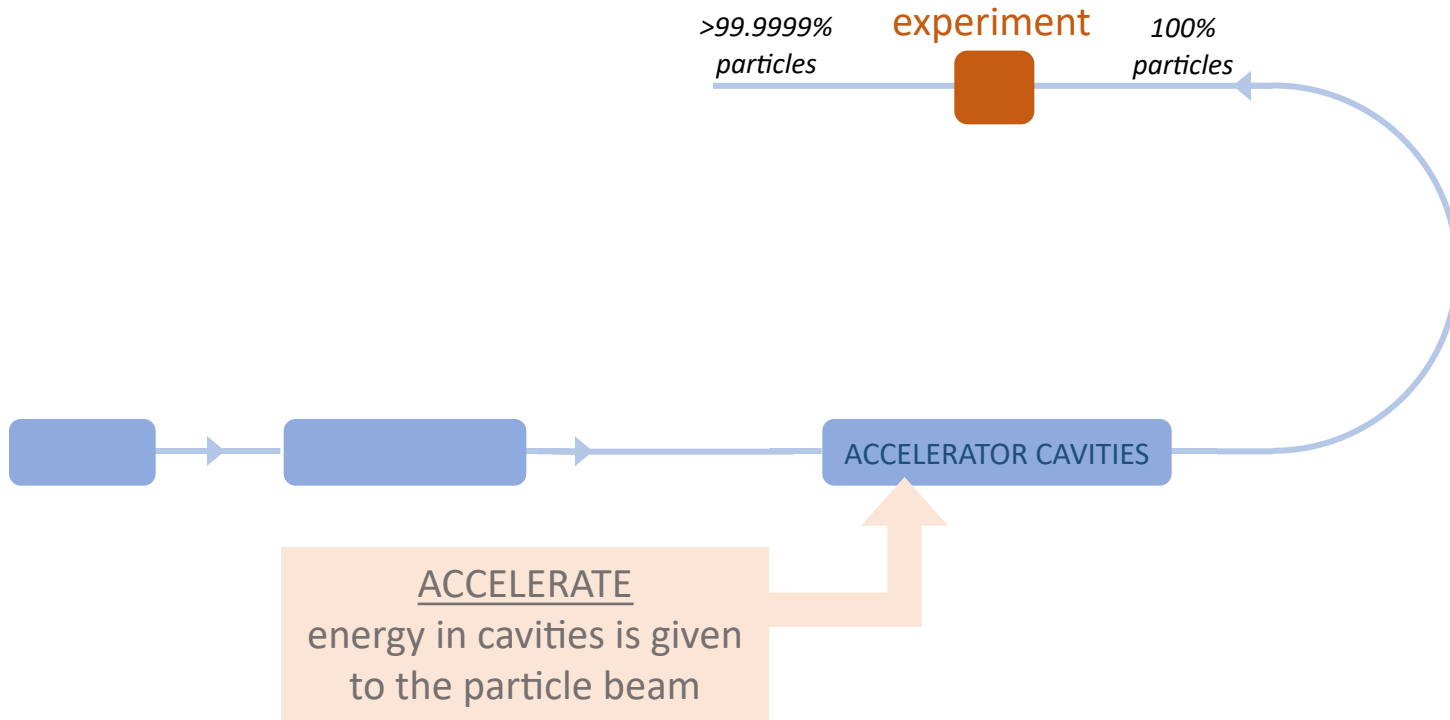 >99.9999%
particles
experiment
100%
particles
ACCELERATOR CAVITIES
ACCELERATE
energy in cavities is given
to the particle beam